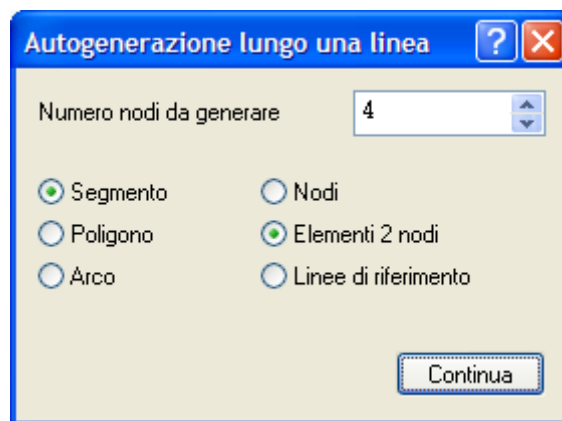 Autogenerazione lungo una linea
Numero nodi da generare 4
Segmento Nodi
Poligono Elementi 2 nodi
Arco Linee di riferimento
Continua